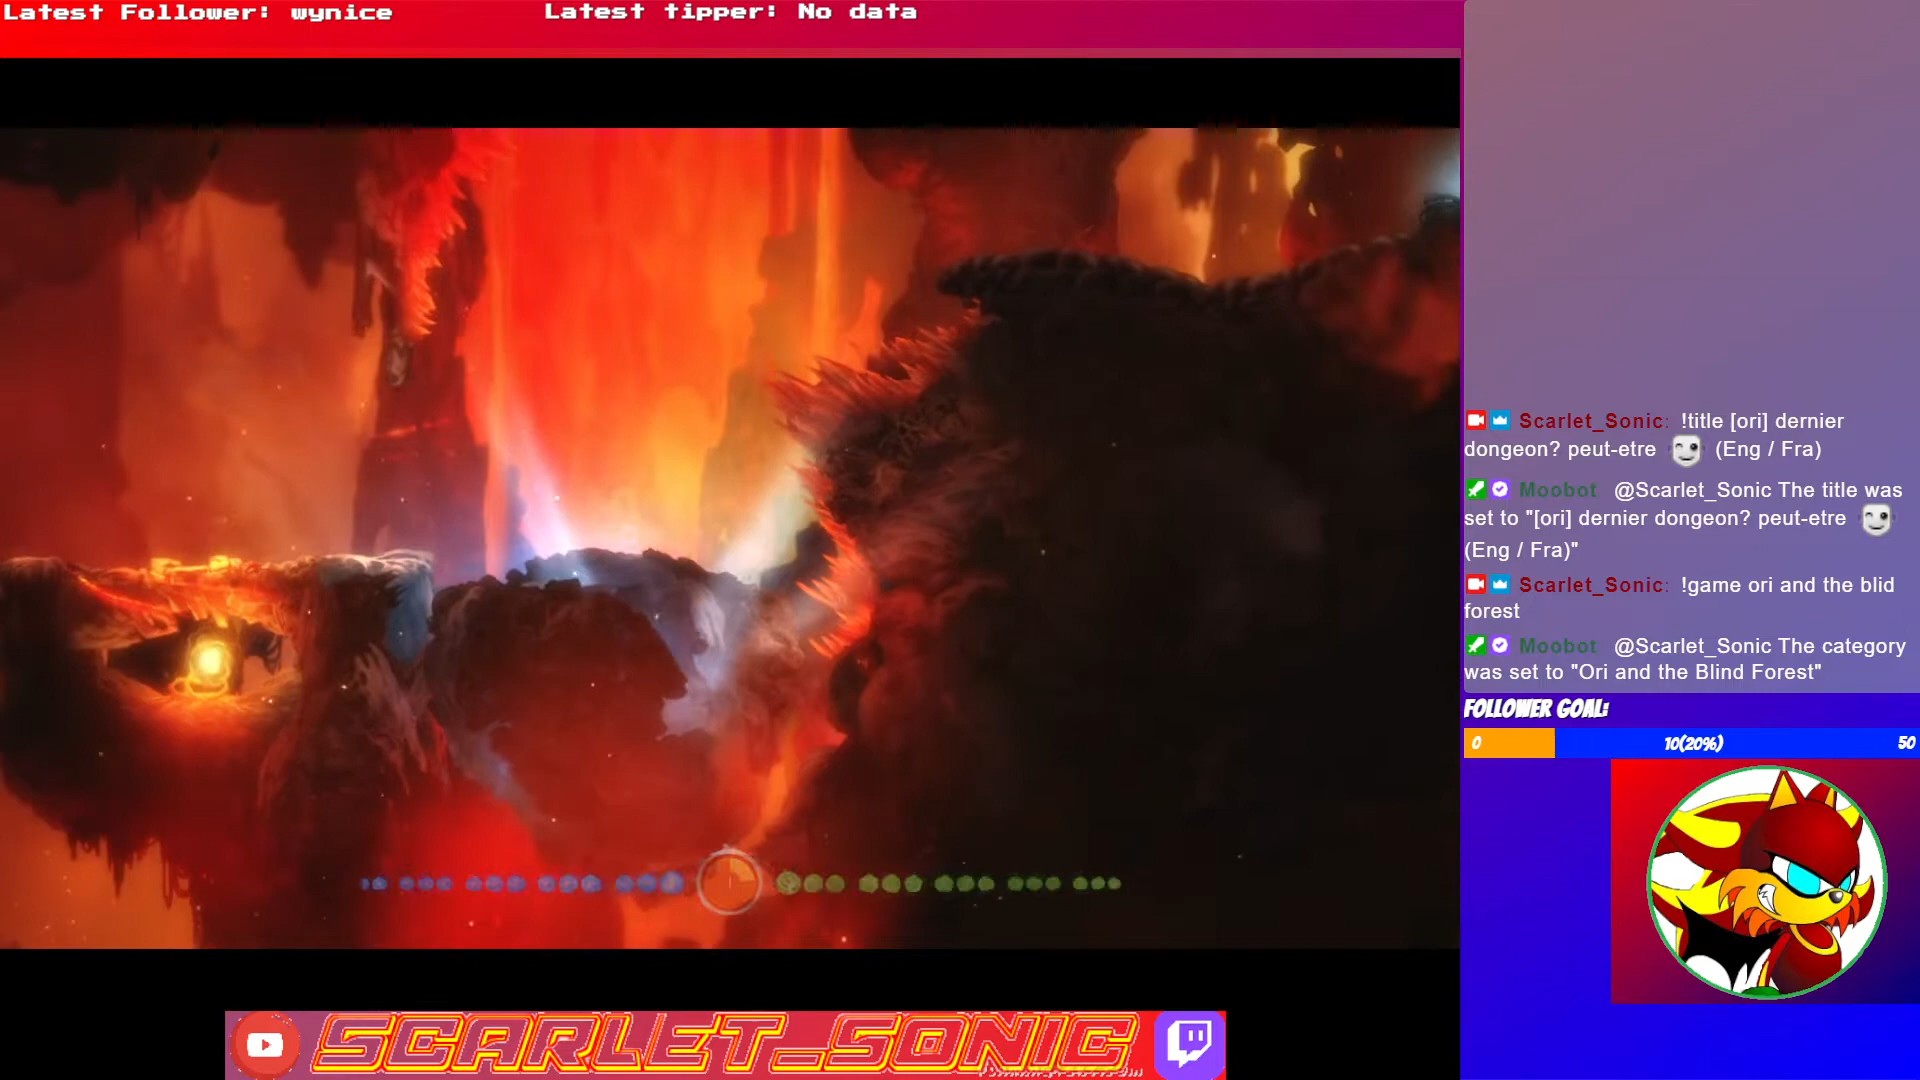 Latest Follower: wynice
Latest tipper: No data
Scarlet_Sonic: !title [ori] dernier
dongeon? peut-etre (Eng / Fra)
Moobot @Scarlet_Sonic The title was
set to "[ori] dernier dongeon? peut-etre
(Eng / Fra)"
Scarlet_Sonic: !game ori and the blid
forest
Moobot @Scarlet_Sonic The category
was set to "Ori and the Blind Forest"
FOLLOWER GOAL:
0 10(20%) 50
SCARLET_SONIC